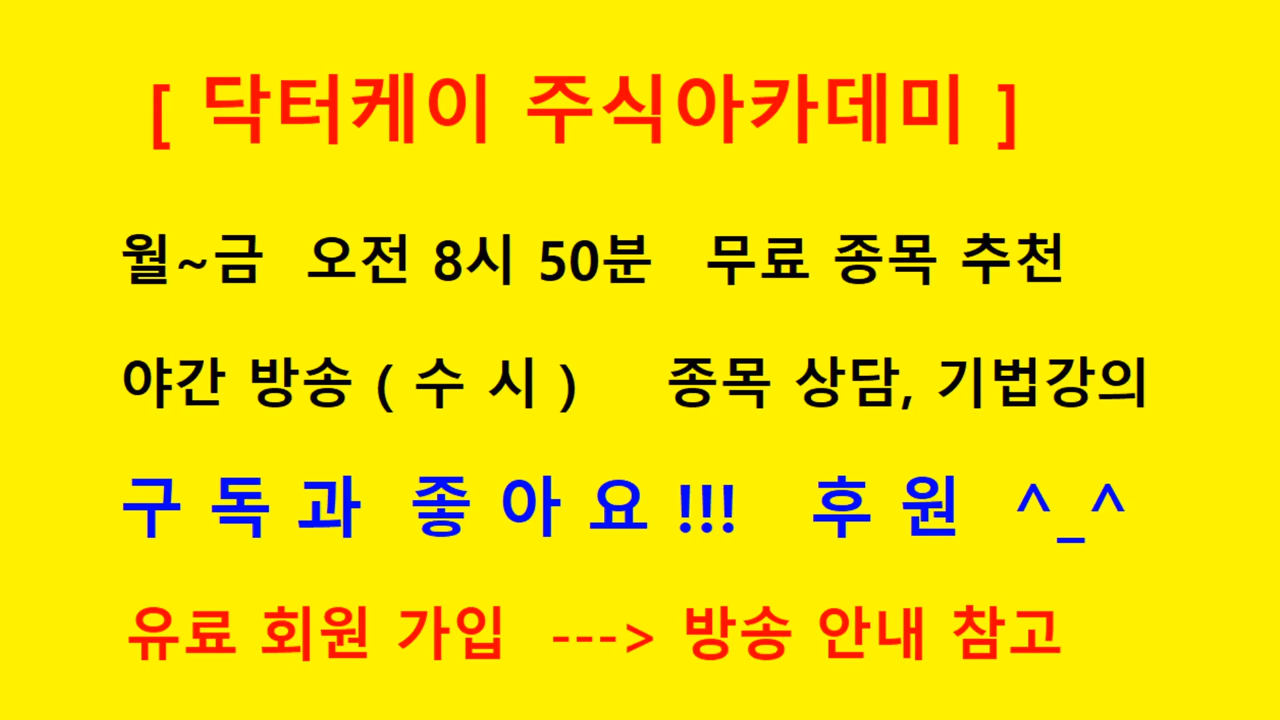 [ 닥터케이 주식아카데미 ]
월~금 오전 8시 50분 무료 종목 추천
야간 방송 ( 수 시 ) 종목 상담, 기법강의
구 독 과 좋 아 요 !!! 후 원 ^_^
유료 회원 가입 ---> 방송 안내 참고